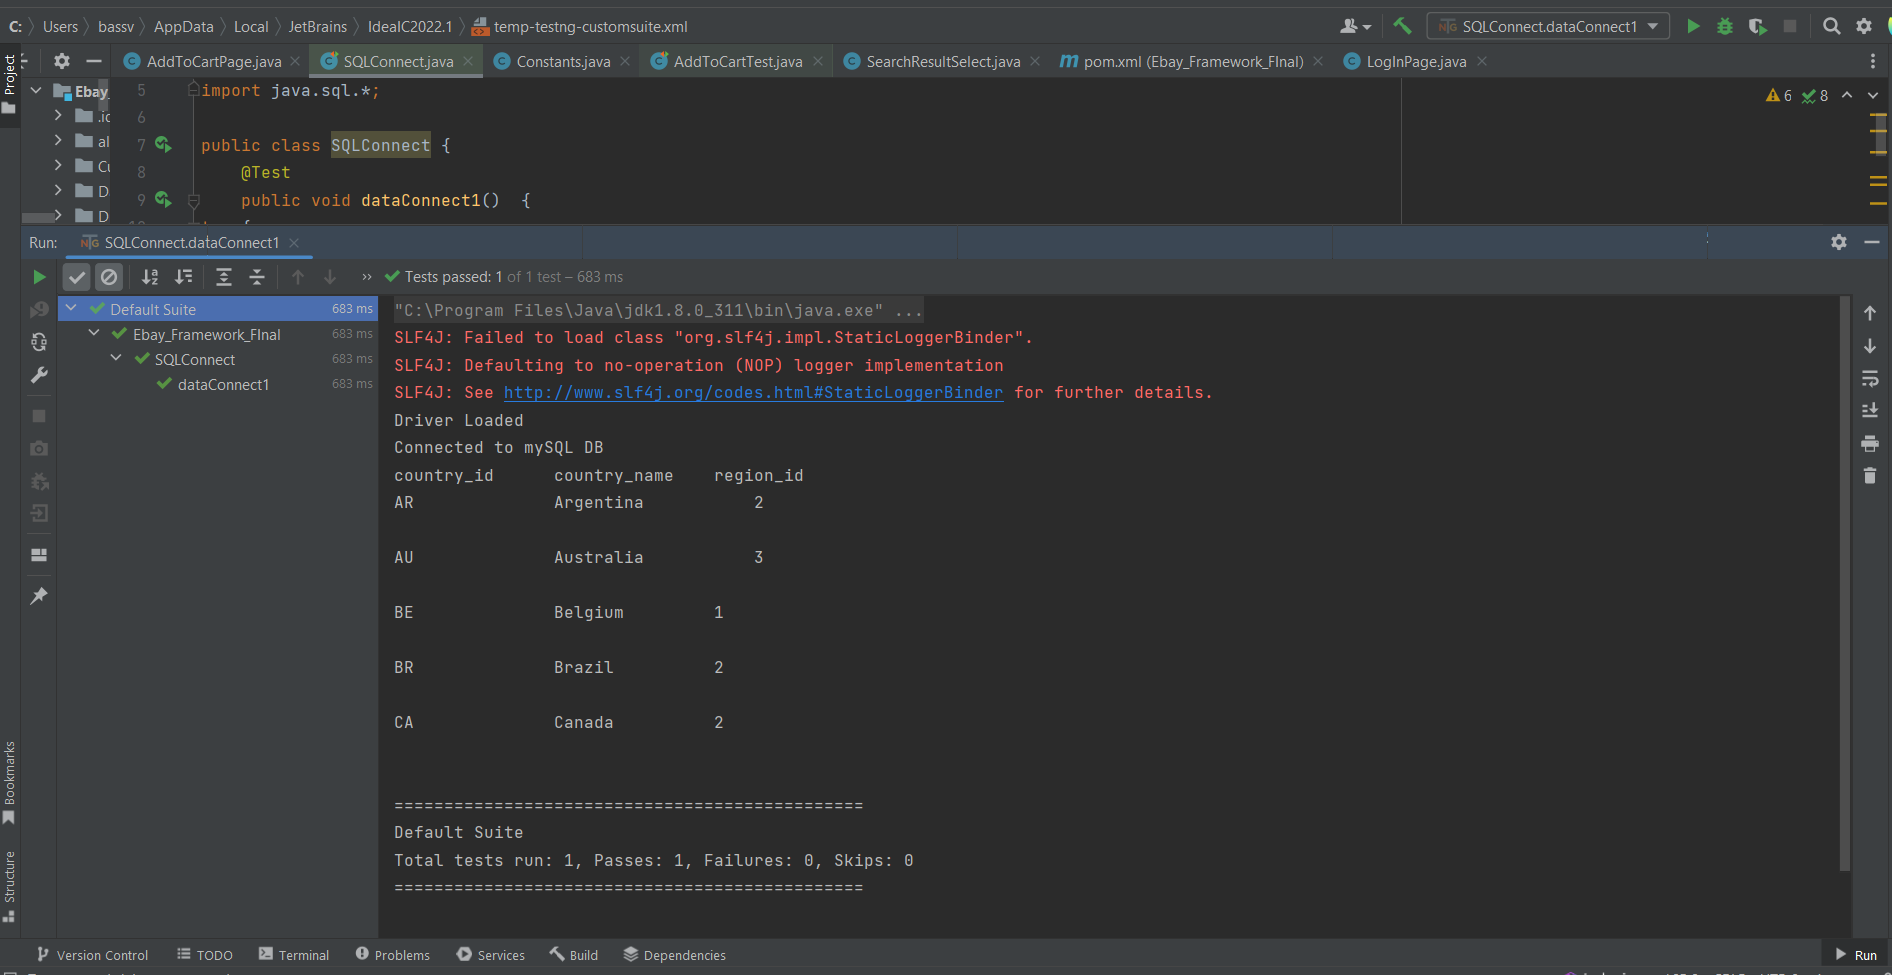 C: Users bassv AppData Local JetBrains IdealC2022.1 temp-testng-customsuite.xml SQLConnect.dataConnect1
AddToCartPage.java SQLConnect.java Constants.java AddToCartTest.java SearchResultSelect.java pom.xml (Ebay_Framework_FInal) LogInPage.java
Project
Ebay_
.ic
al
Cu
D
D
5 import java.sql.*;
6
7 public class SQLConnect {
8 @Test
9 public void dataConnect1() {
6 8
Run: SQLConnect.dataConnect1
Tests passed: 1 of 1 test – 683 ms
Default Suite 683 ms
Ebay_Framework_FInal 683 ms
SQLConnect 683 ms
dataConnect1 683 ms
"C:\Program Files\Java\jdk1.8.0_311\bin\java.exe" ...
SLF4J: Failed to load class "org.slf4j.impl.StaticLoggerBinder".
SLF4J: Defaulting to no-operation (NOP) logger implementation
SLF4J: See http://www.slf4j.org/codes.html#StaticLoggerBinder for further details.
Driver Loaded
Connected to mySQL DB
country_id country_name region_id
AR Argentina 2
AU Australia 3
BE Belgium 1
BR Brazil 2
CA Canada 2
===============================================
Default Suite
Total tests run: 1, Passes: 1, Failures: 0, Skips: 0
===============================================
Bookmarks
Structure
Version Control TODO Terminal Problems Services Build Dependencies Run